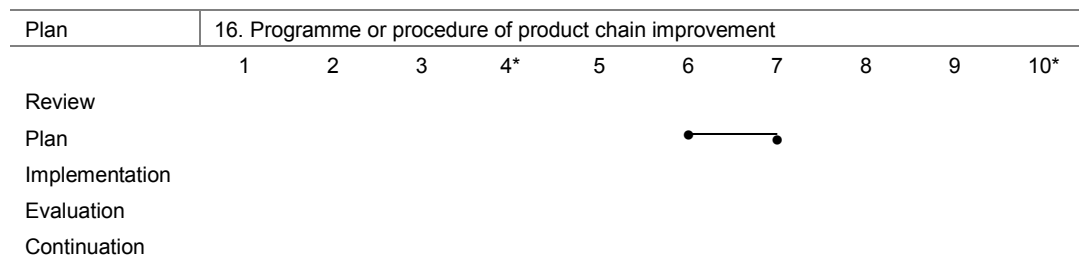 Plan 16. Programme or procedure of product chain improvement
1 2 3 4* 5 6 7 8 9 10*
Review
Plan
Implementation
Evaluation
Continuation